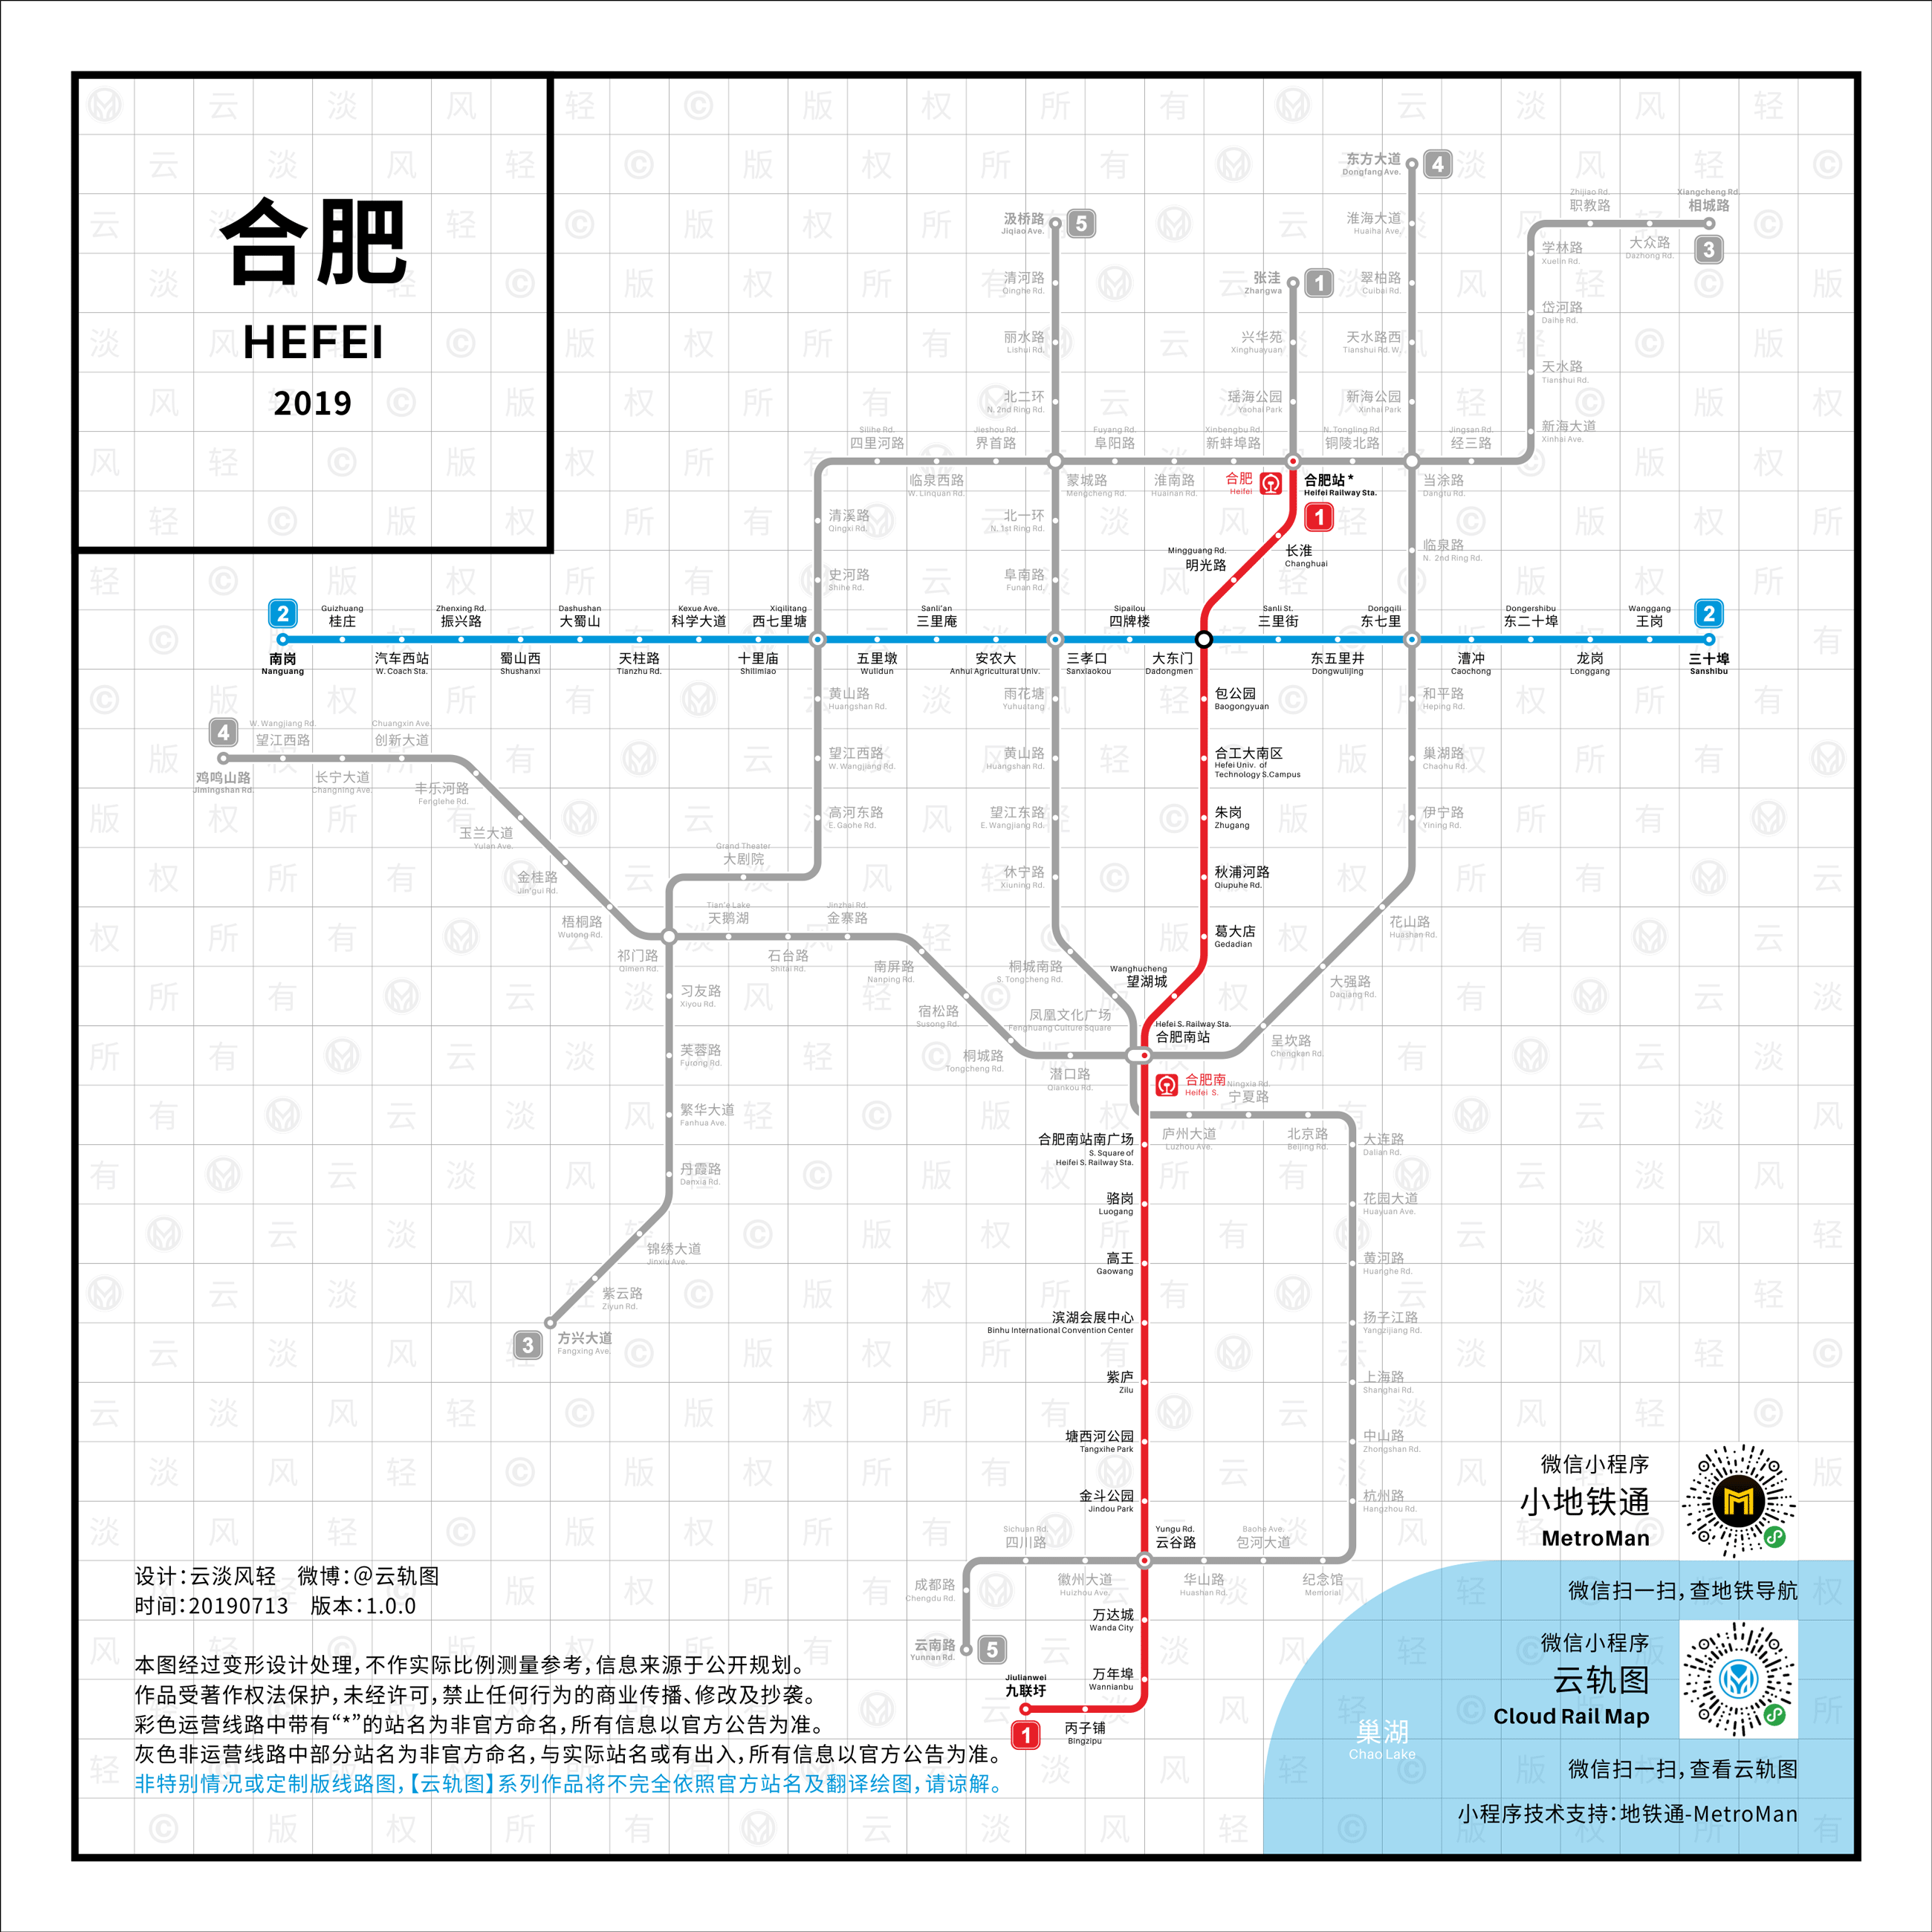 合肥
HEFEI
2019
东方大道
Dongfang Ave.
4
淮海大道
Huaihai Ave.
翠柏路
Cuibai Rd.
天水路西
Tianshui Rd. W.
新海公园
Xinhai Park
汲桥路
Jiqiao Ave.
5
清河路
Qinghe Rd.
丽水路
Lishui Rd.
北二环
N. 2nd Ring Rd.
张洼
Zhangwa
1
兴华苑
Xinghuayuan
瑶海公园
Yaohai Park
Zhijiao Rd.
职教路
Xiangcheng Rd.
相城路
3
大众路
Dazhong Rd.
学林路
Xuelin Rd.
岱河路
Daihe Rd.
天水路
Tianshui Rd.
新海大道
Xinhai Ave.
Silihe Rd.
四里河路
Jieshou Rd.
界首路
Fuyang Rd.
阜阳路
Xinbengbu Rd.
新蚌埠路
N. Tongling Rd.
铜陵北路
Jingsan Rd.
经三路
临泉西路
W. Linquan Rd.
蒙城路
Mengcheng Rd.
淮南路
Huainan Rd.
合肥
Heifei
合肥站*
Heifei Railway Sta.
1
当涂路
Dangtu Rd.
清溪路
Qingxi Rd.
史河路
Shihe Rd.
北一环
N. 1st Ring Rd.
阜南路
Funan Rd.
长淮
Changhuai
Mingguang Rd.
明光路
临泉路
N. 2nd Ring Rd.
2
Guizhuang
桂庄
Zhenxing Rd.
振兴路
Dashushan
大蜀山
Kexue Ave.
科学大道
Xiqilitang
西七里塘
Sanli'an
三里庵
Sipailou
四牌楼
Sanli St.
三里街
Dongqili
东七里
Dongershibu
东二十埠
Wanggang
王岗
2
南岗
Nanguang
汽车西站
W. Coach Sta.
蜀山西
Shushanxi
天柱路
Tianzhu Rd.
十里庙
Shilimiao
五里墩
Wulidun
安农大
Anhui Agricultural Univ.
三孝口
Sanxiaokou
大东门
Dadongmen
东五里井
Dongwulijing
漕冲
Caochong
龙岗
Longgang
三十埠
Sanshibu
黄山路
Huangshan Rd.
望江西路
W. Wangjiang Rd.
高河东路
E. Gaohe Rd.
Grand Theater
大剧院
雨花塘
Yuhuatang
黄山路
Huangshan Rd.
望江东路
E. Wangjiang Rd.
休宁路
Xiuning Rd.
包公园
Baogongyuan
合工大南区
Hefei Univ. of
Technology S.Campus
朱岗
Zhugang
秋浦河路
Qiupuhe Rd.
葛大店
Gedadian
和平路
Heping Rd.
巢湖路
Chaohu Rd.
伊宁路
Yining Rd.
花山路
Huashan Rd.
大强路
Daqiang Rd.
呈坎路
Chengkan Rd.
4
W. Wangjiang Rd.
望江西路
Chuangxin Ave.
创新大道
鸡鸣山路
Jimingshan Rd.
长宁大道
Changning Ave.
丰乐河路
Fenglehe Rd.
玉兰大道
Yulan Ave.
金桂路
Jin'gui Rd.
梧桐路
Wutong Rd.
祁门路
Qimen Rd.
Tian'e Lake
天鹅湖
Jinzhai Rd.
金寨路
石台路
Shitai Rd.
南屏路
Nanping Rd.
宿松路
Susong Rd.
桐城路
Tongcheng Rd.
桐城南路
S. Tongcheng Rd.
凤凰文化广场
Fenghuang Culture Square
潜口路
Qiankou Rd.
Wanghucheng
望湖城
Hefei S. Railway Sta.
合肥南站
合肥南
Heifei S.
Ningxia Rd.
宁夏路
庐州大道
Luzhou Ave.
北京路
Beijing Rd.
习友路
Xiyou Rd.
芙蓉路
Furong Rd.
繁华大道
Fanhua Ave.
丹霞路
Danxia Rd.
锦绣大道
Jinxiu Ave.
紫云路
Ziyun Rd.
3
方兴大道
Fangxing Ave.
合肥南站南广场
S. Square of
Heifei S. Railway Sta.
骆岗
Luogang
高王
Gaowang
滨湖会展中心
Binhu International Convention Center
紫庐
Zilu
塘西河公园
Tangxihe Park
金斗公园
Jindou Park
大连路
Dalian Rd.
花园大道
Huayuan Ave.
黄河路
Huanghe Rd.
扬子江路
Yangzijiang Rd.
上海路
Shanghai Rd.
中山路
Zhongshan Rd.
杭州路
Hangzhou Rd.
Sichuan Rd.
四川路
Yungu Rd.
云谷路
Baohe Ave.
包河大道
成都路
Chengdu Rd.
徽州大道
Huizhou Ave.
华山路
Huashan Rd.
纪念馆
Memorial
云南路
Yunnan Rd.
5
万达城
Wanda City
万年埠
Wannianbu
Jiulianwei
九联圩
1
丙子铺
Bingzipu
巢湖
Chao Lake
设计:云淡风轻 微博:@云轨图
时间:20190713 版本:1.0.0
本图经过变形设计处理,不作实际比例测量参考,信息来源于公开规划。
作品受著作权法保护,未经许可,禁止任何行为的商业传播、修改及抄袭。
彩色运营线路中带有“*”的站名为非官方命名,所有信息以官方公告为准。
灰色非运营线路中部分站名为非官方命名,与实际站名或有出入,所有信息以官方公告为准。
非特别情况或定制版线路图,【云轨图】系列作品将不完全依照官方站名及翻译绘图,请谅解。
微信小程序
小地铁通
MetroMan
微信扫一扫,查地铁导航
微信小程序
云轨图
Cloud Rail Map
微信扫一扫,查看云轨图
小程序技术支持:地铁通-MetroMan